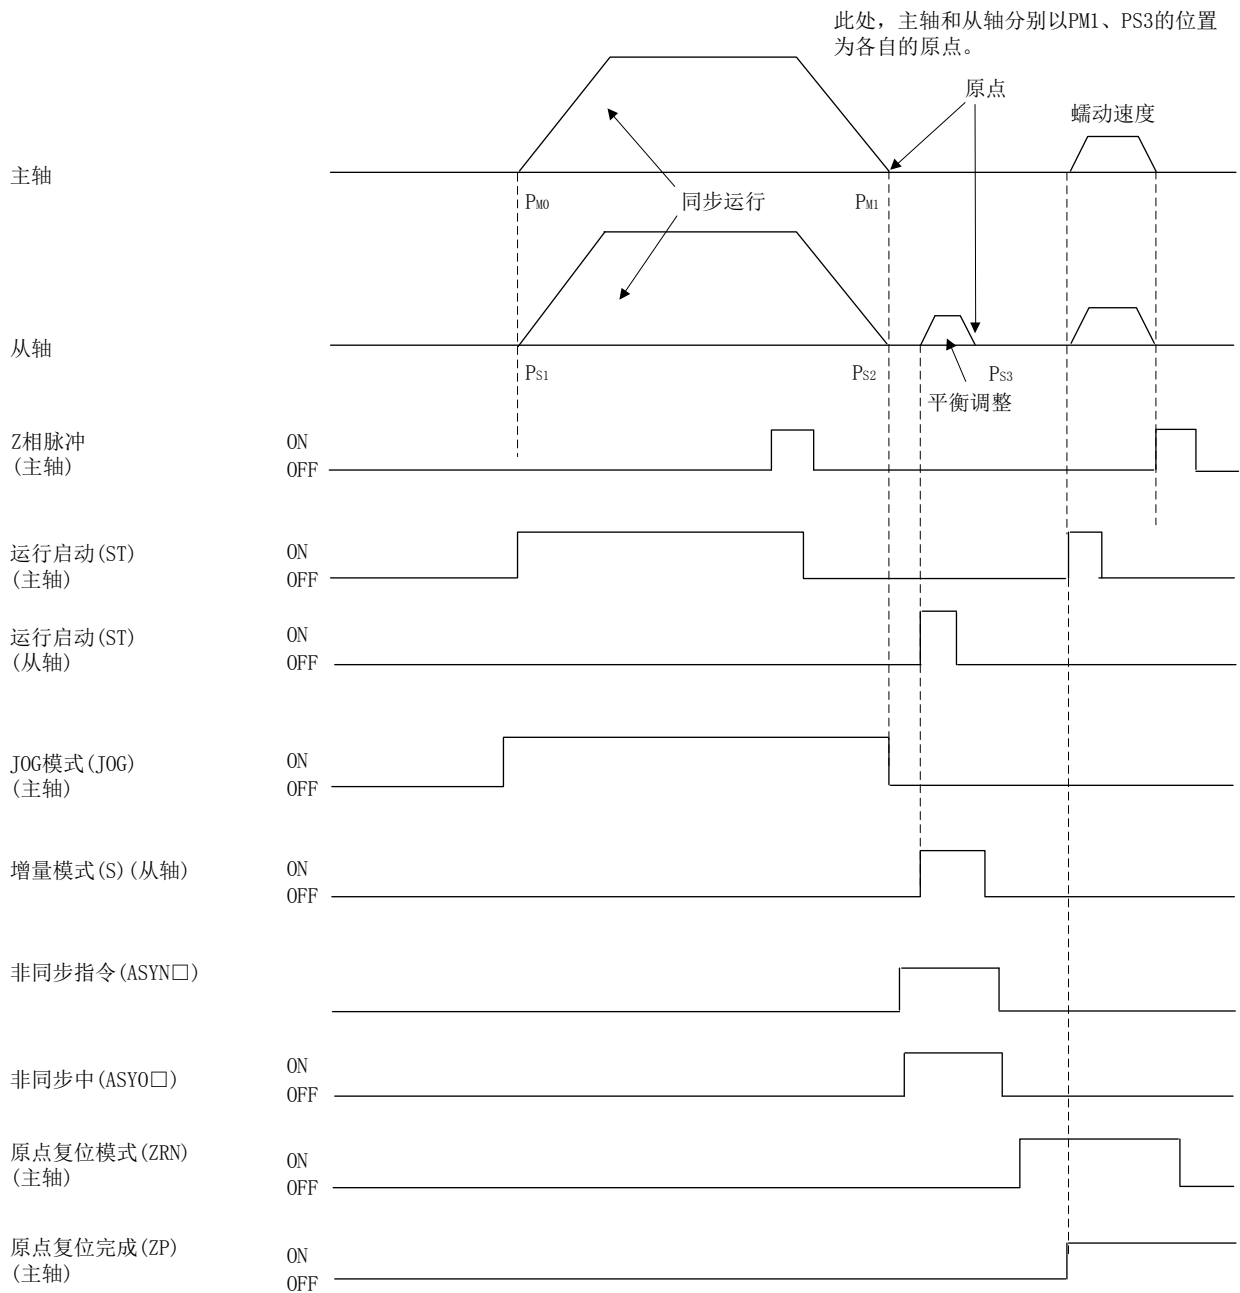 此处，主轴和从轴分别以PM1、PS3的位置
为各自的原点。
原点
蠕动速度
主轴
PM0
同步运行
PM1
从轴
PS1
PS2
PS3
平衡调整
Z相脉冲
(主轴)
ON
OFF
运行启动(ST)
(主轴)
ON
OFF
运行启动(ST)
(从轴)
ON
OFF
JOG模式(JOG)
(主轴)
ON
OFF
增量模式(S)(从轴)
ON
OFF
非同步指令(ASYN□)
非同步中(ASYO□)
ON
OFF
原点复位模式(ZRN)
(主轴)
ON
OFF
原点复位完成(ZP)
(主轴)
ON
OFF